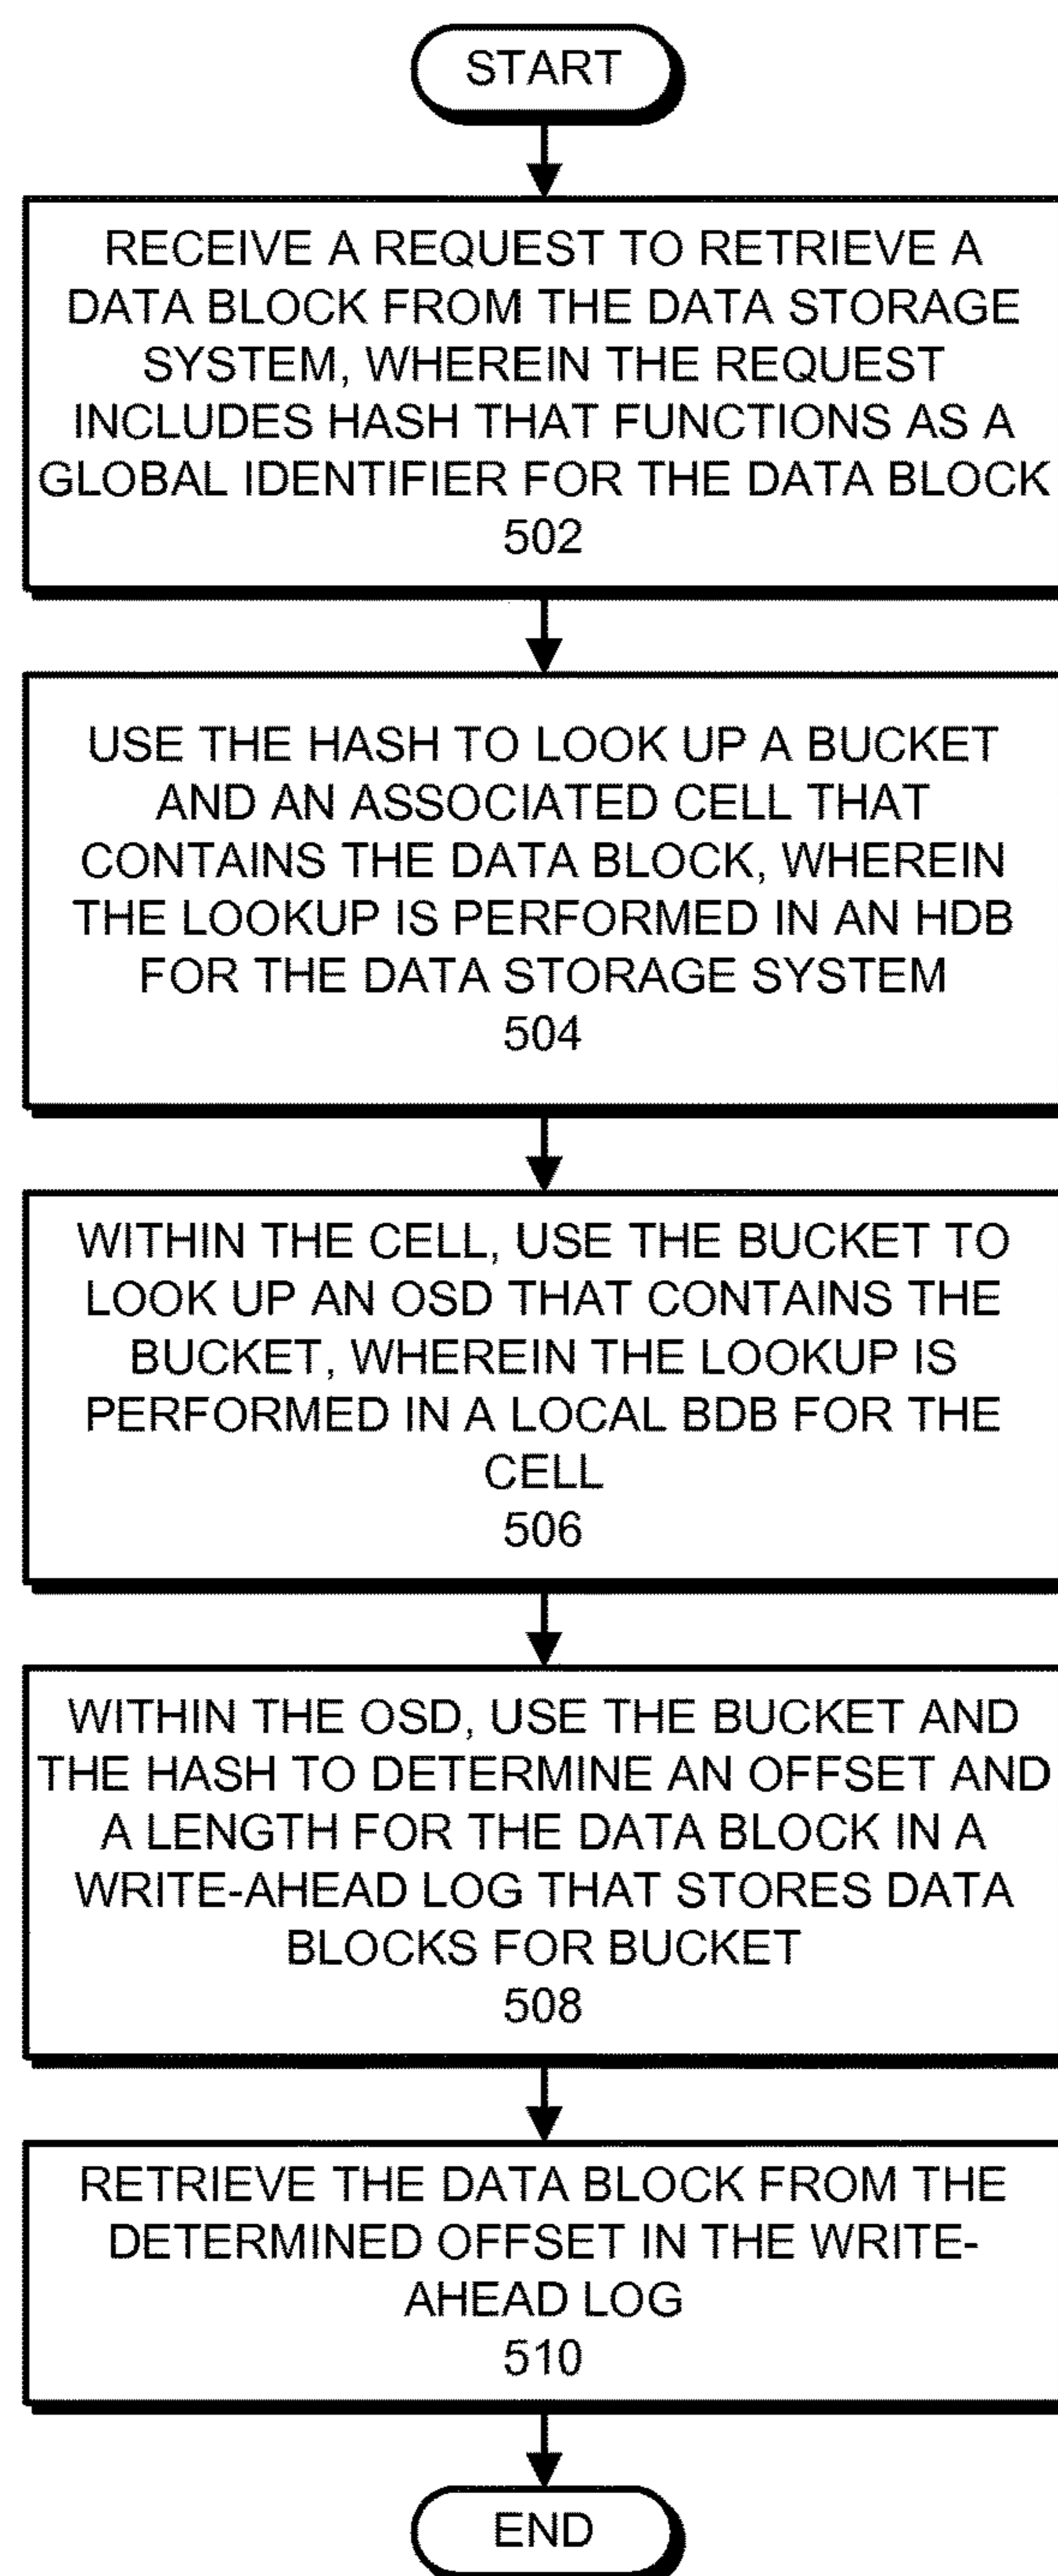 START
RECEIVE A REQUEST TO RETRIEVE A
DATA BLOCK FROM THE DATA STORAGE
SYSTEM, WHEREIN THE REQUEST
INCLUDES HASH THAT FUNCTIONS AS A
GLOBAL IDENTIFIER FOR THE DATA BLOCK
502
USE THE HASH TO LOOK UP A BUCKET
AND AN ASSOCIATED CELL THAT
CONTAINS THE DATA BLOCK, WHEREIN
THE LOOKUP IS PERFORMED IN AN HDB
FOR THE DATA STORAGE SYSTEM
504
WITHIN THE CELL, USE THE BUCKET TO
LOOK UP AN OSD THAT CONTAINS THE
BUCKET, WHEREIN THE LOOKUP IS
PERFORMED IN A LOCAL BDB FOR THE
CELL
506
WITHIN THE OSD, USE THE BUCKET AND
THE HASH TO DETERMINE AN OFFSET AND
A LENGTH FOR THE DATA BLOCK IN A
WRITE-AHEAD LOG THAT STORES DATA
BLOCKS FOR BUCKET
508
RETRIEVE THE DATA BLOCK FROM THE
DETERMINED OFFSET IN THE WRITE-
AHEAD LOG
510
END